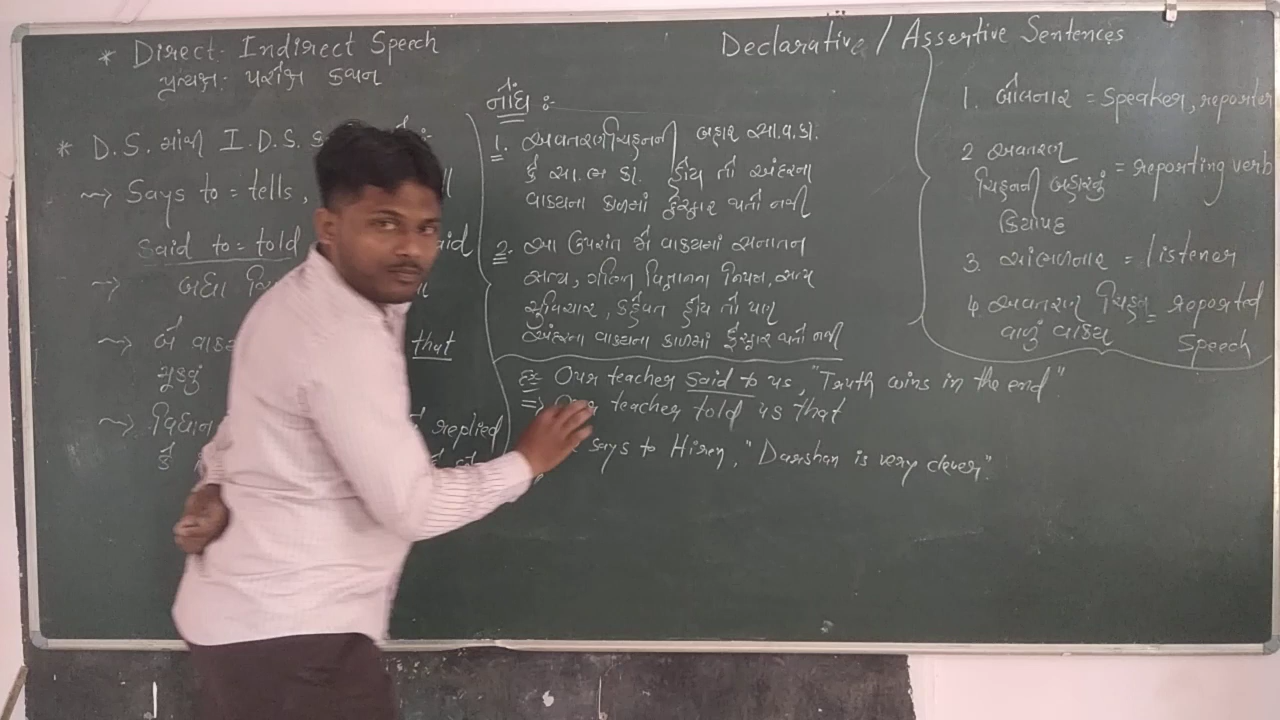 * Direct - Indirect Speech
પ્રત્યક્ષ - પરોક્ષ કથન
Declarative / Assertive Sentences
* D.S. માંથી I.D.S.
⇝ Says to = tells,
Said to = told
⇝ બધા
⇝ બે that
મૂકવું
⇝ replied
કે
નોંધ :-
1. અવતરણચિહ્નની બહાર સા.વ.કા.
કે સા.ભ.કા. હોય તો અંદરના
વાક્યના કાળમાં ફેરફાર થતો નથી
2. આ ઉપરાંત જે વાક્યમાં સનાતન
સત્ય, ગણિત વિજ્ઞાનના નિયમ, સત્ય
સુવિચાર, કહેવત હોય તો પણ
અંદરના વાક્યના કાળમાં ફેરફાર થતો નથી
Ex:- Our teacher said to us, "Truth wins in the end"
=> Our teacher told us that
says to Hiren, "Darshan is very clever".
1. બોલનાર = Speaker, reporter
2 અવતરણ
ચિહ્નની બહારનું = reporting verb
ક્રિયાપદ
3. સાંભળનાર = listener
4. અવતરણ ચિહ્ન = reported
વાળું વાક્ય Speech